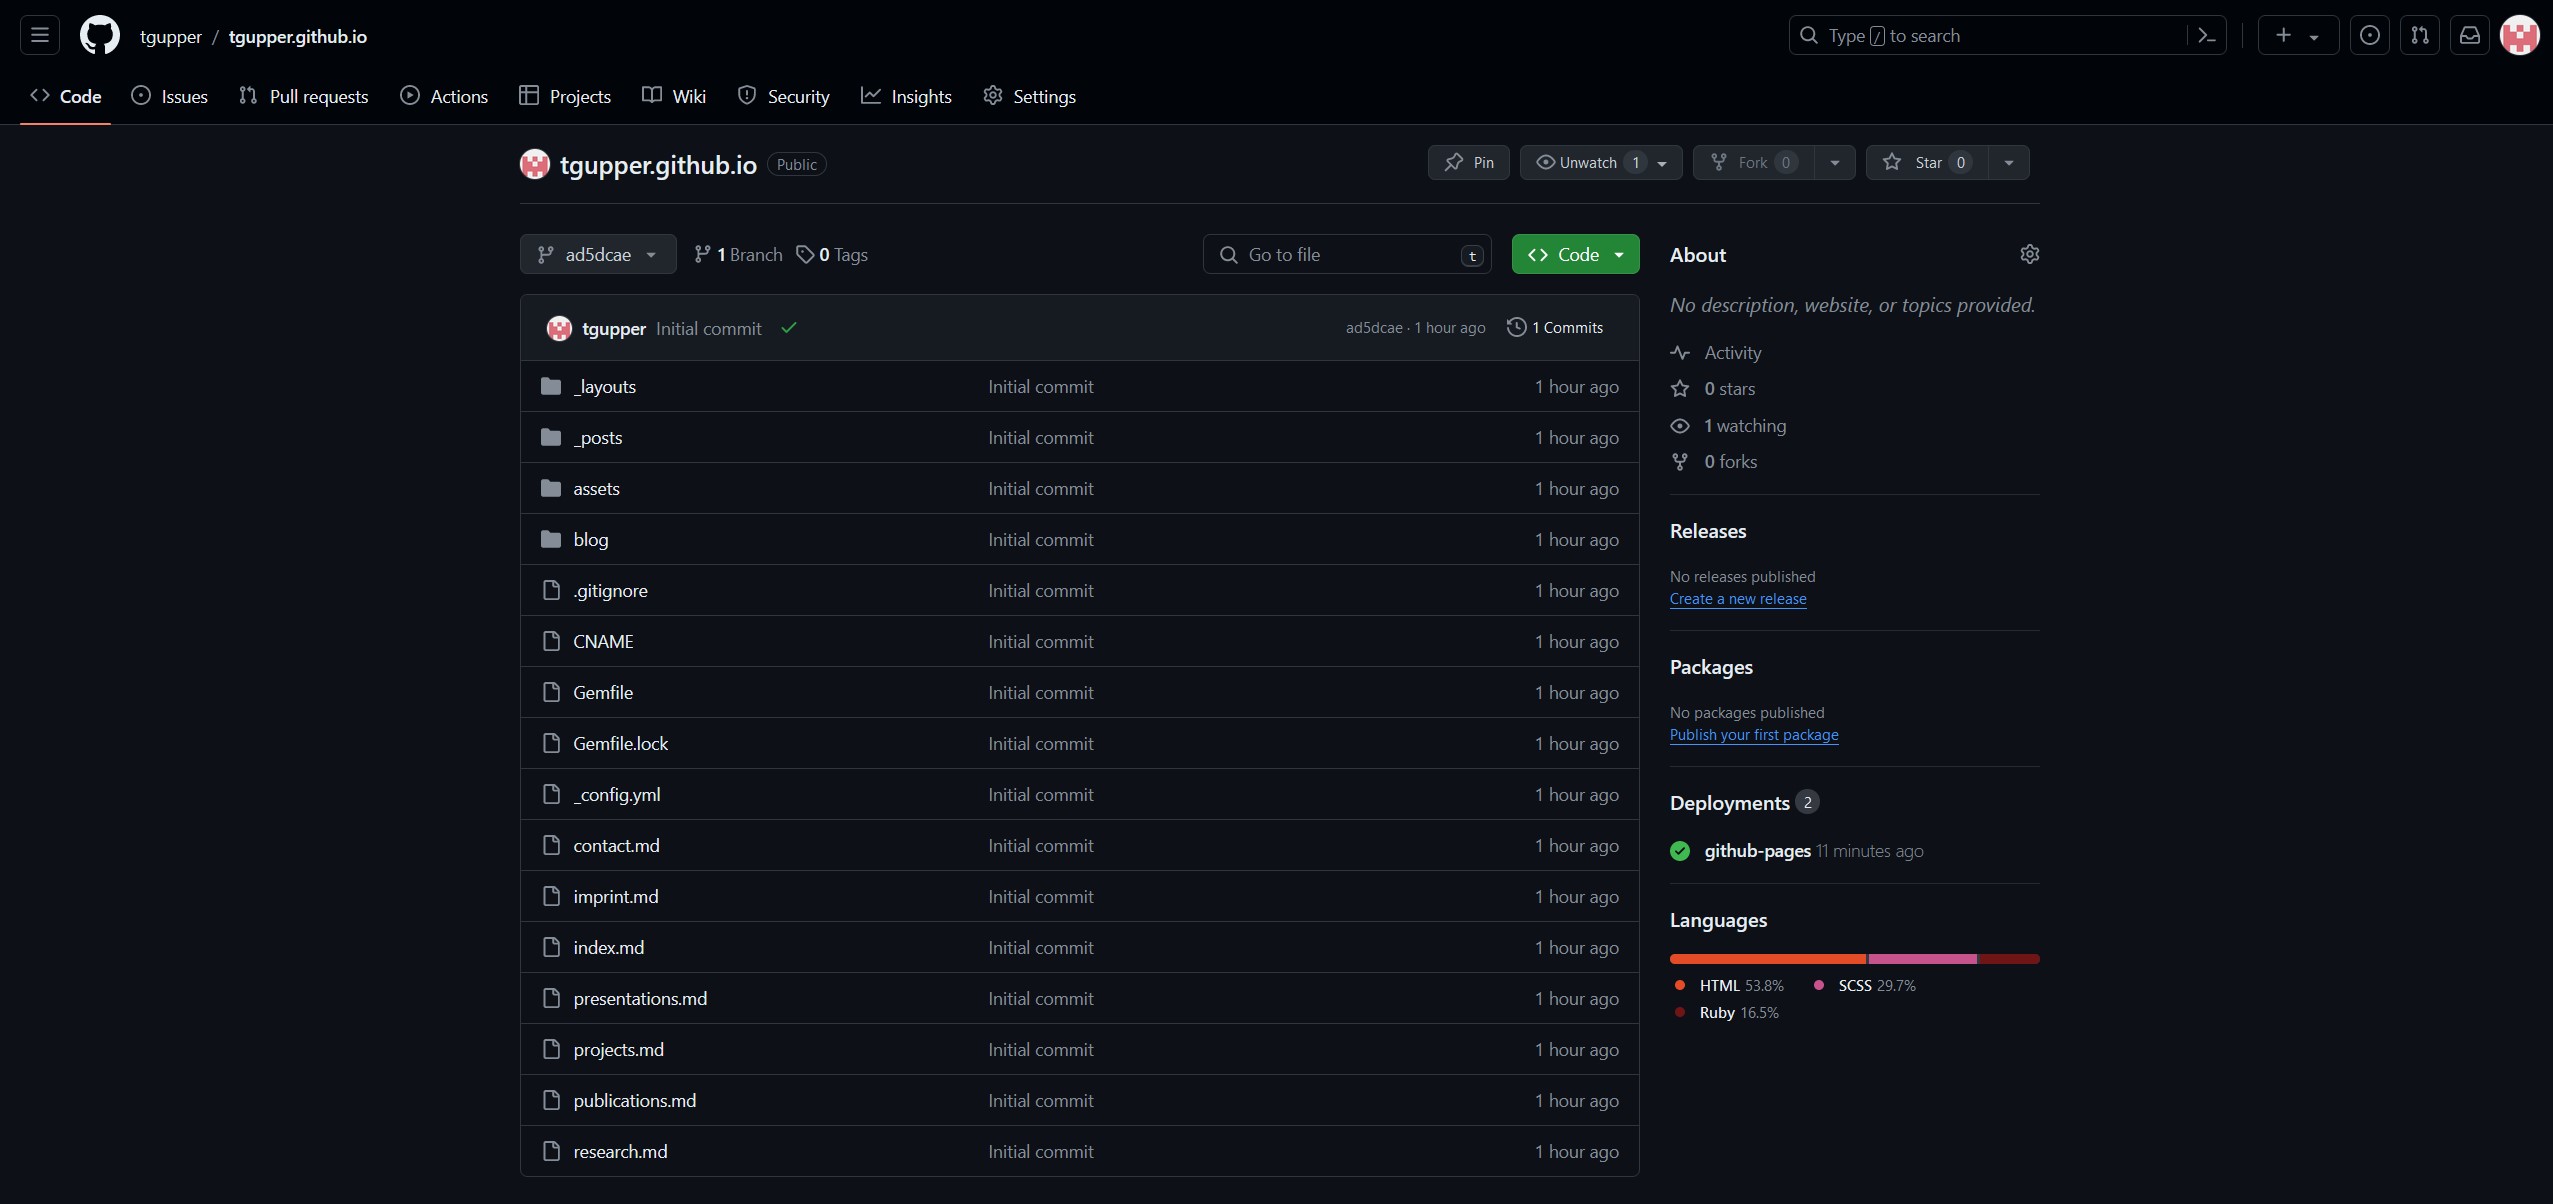 tgupper / tgupper.github.io
Type / to search
Code Issues Pull requests Actions Projects Wiki Security Insights Settings
tgupper.github.io Public
Pin Unwatch 1 Fork 0 Star 0
ad5dcae 1 Branch 0 Tags Go to file t Code
tgupper Initial commit ad5dcae · 1 hour ago 1 Commits
_layouts Initial commit 1 hour ago
_posts Initial commit 1 hour ago
assets Initial commit 1 hour ago
blog Initial commit 1 hour ago
.gitignore Initial commit 1 hour ago
CNAME Initial commit 1 hour ago
Gemfile Initial commit 1 hour ago
Gemfile.lock Initial commit 1 hour ago
_config.yml Initial commit 1 hour ago
contact.md Initial commit 1 hour ago
imprint.md Initial commit 1 hour ago
index.md Initial commit 1 hour ago
presentations.md Initial commit 1 hour ago
projects.md Initial commit 1 hour ago
publications.md Initial commit 1 hour ago
research.md Initial commit 1 hour ago
About
No description, website, or topics provided.
Activity
0 stars
1 watching
0 forks
Releases
No releases published
Create a new release
Packages
No packages published
Publish your first package
Deployments 2
github-pages 11 minutes ago
Languages
HTML 53.8% SCSS 29.7%
Ruby 16.5%